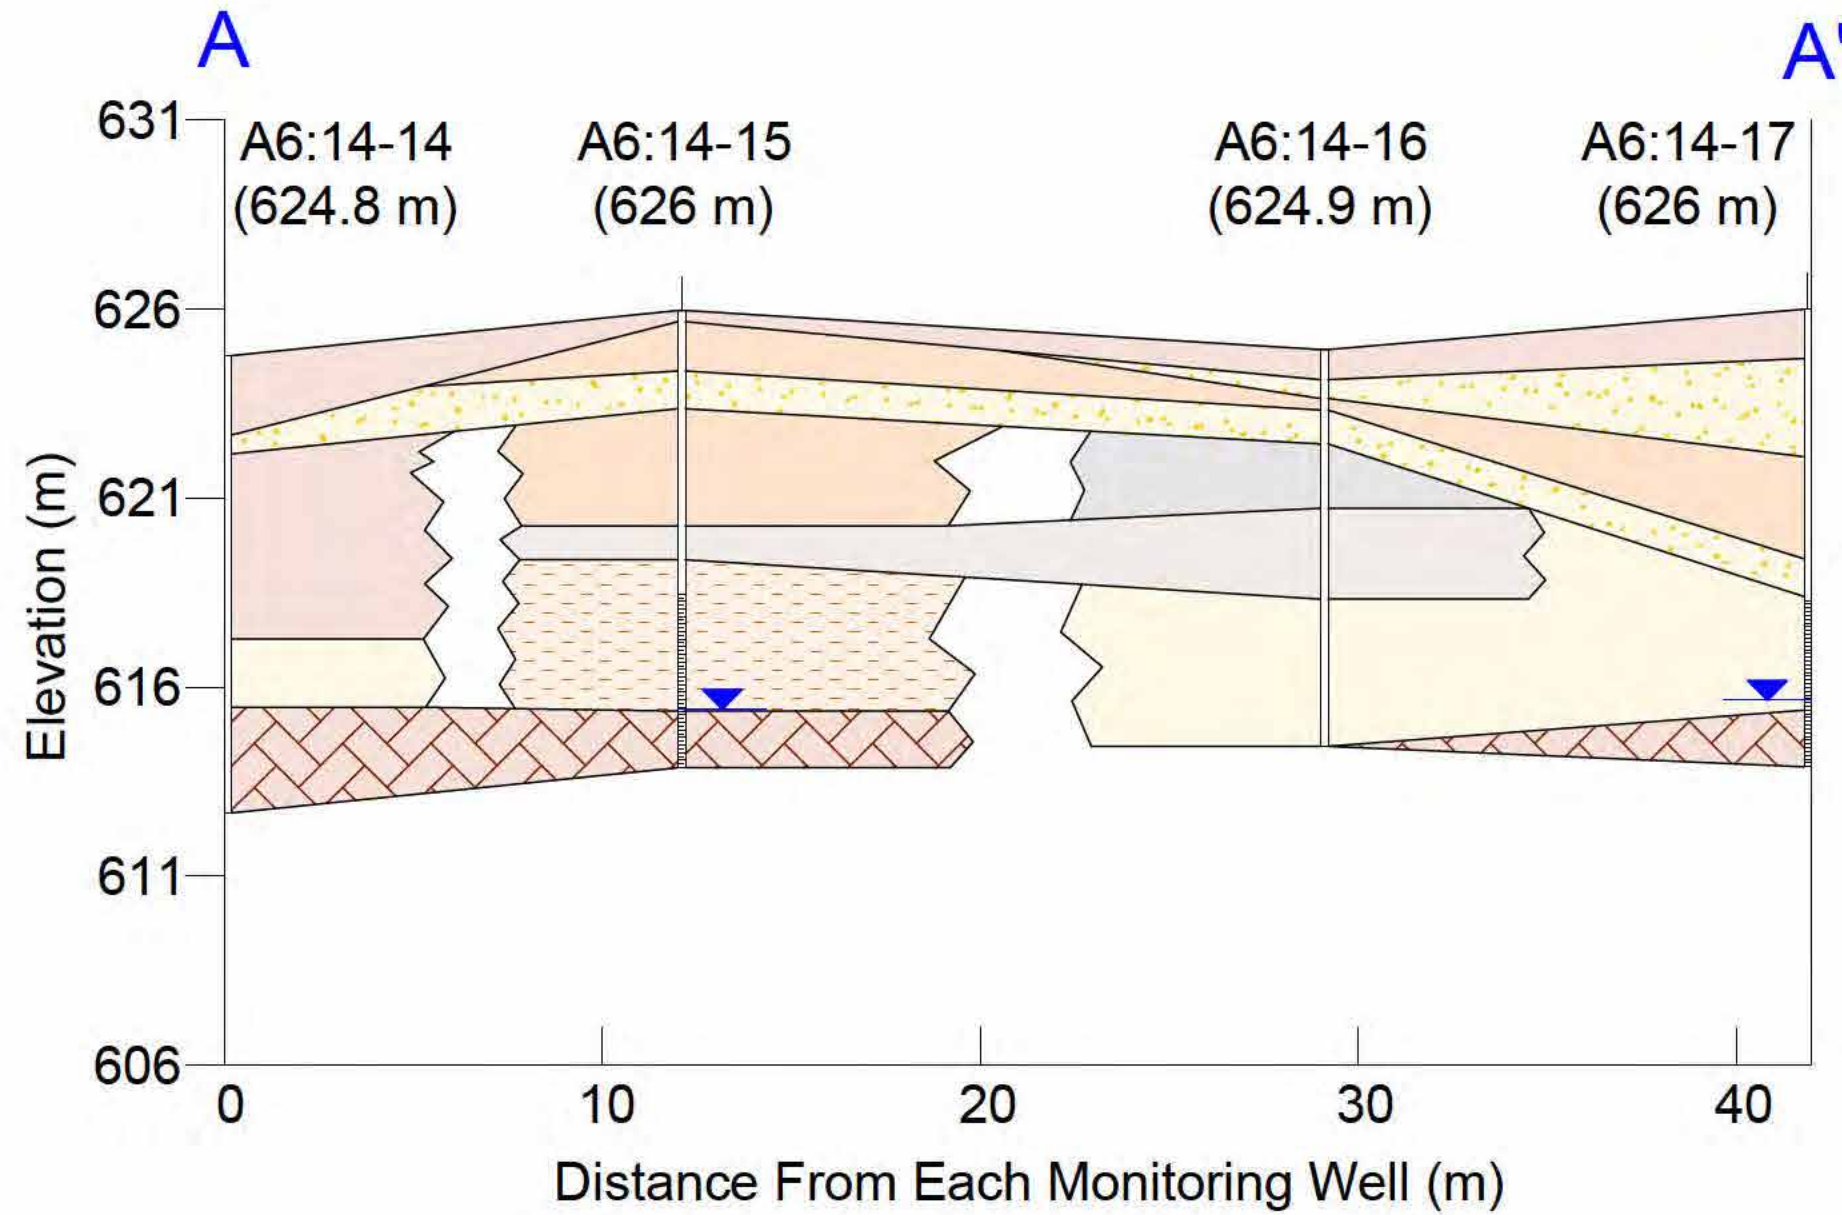 A
A'
631
A6:14-14
A6:14-15
A6:14-16
A6:14-17
(624.8 m)
(626 m)
(624.9 m)
(626 m)
626
621
616
611
606
Elevation (m)
0
10
20
30
40
Distance From Each Monitoring Well (m)